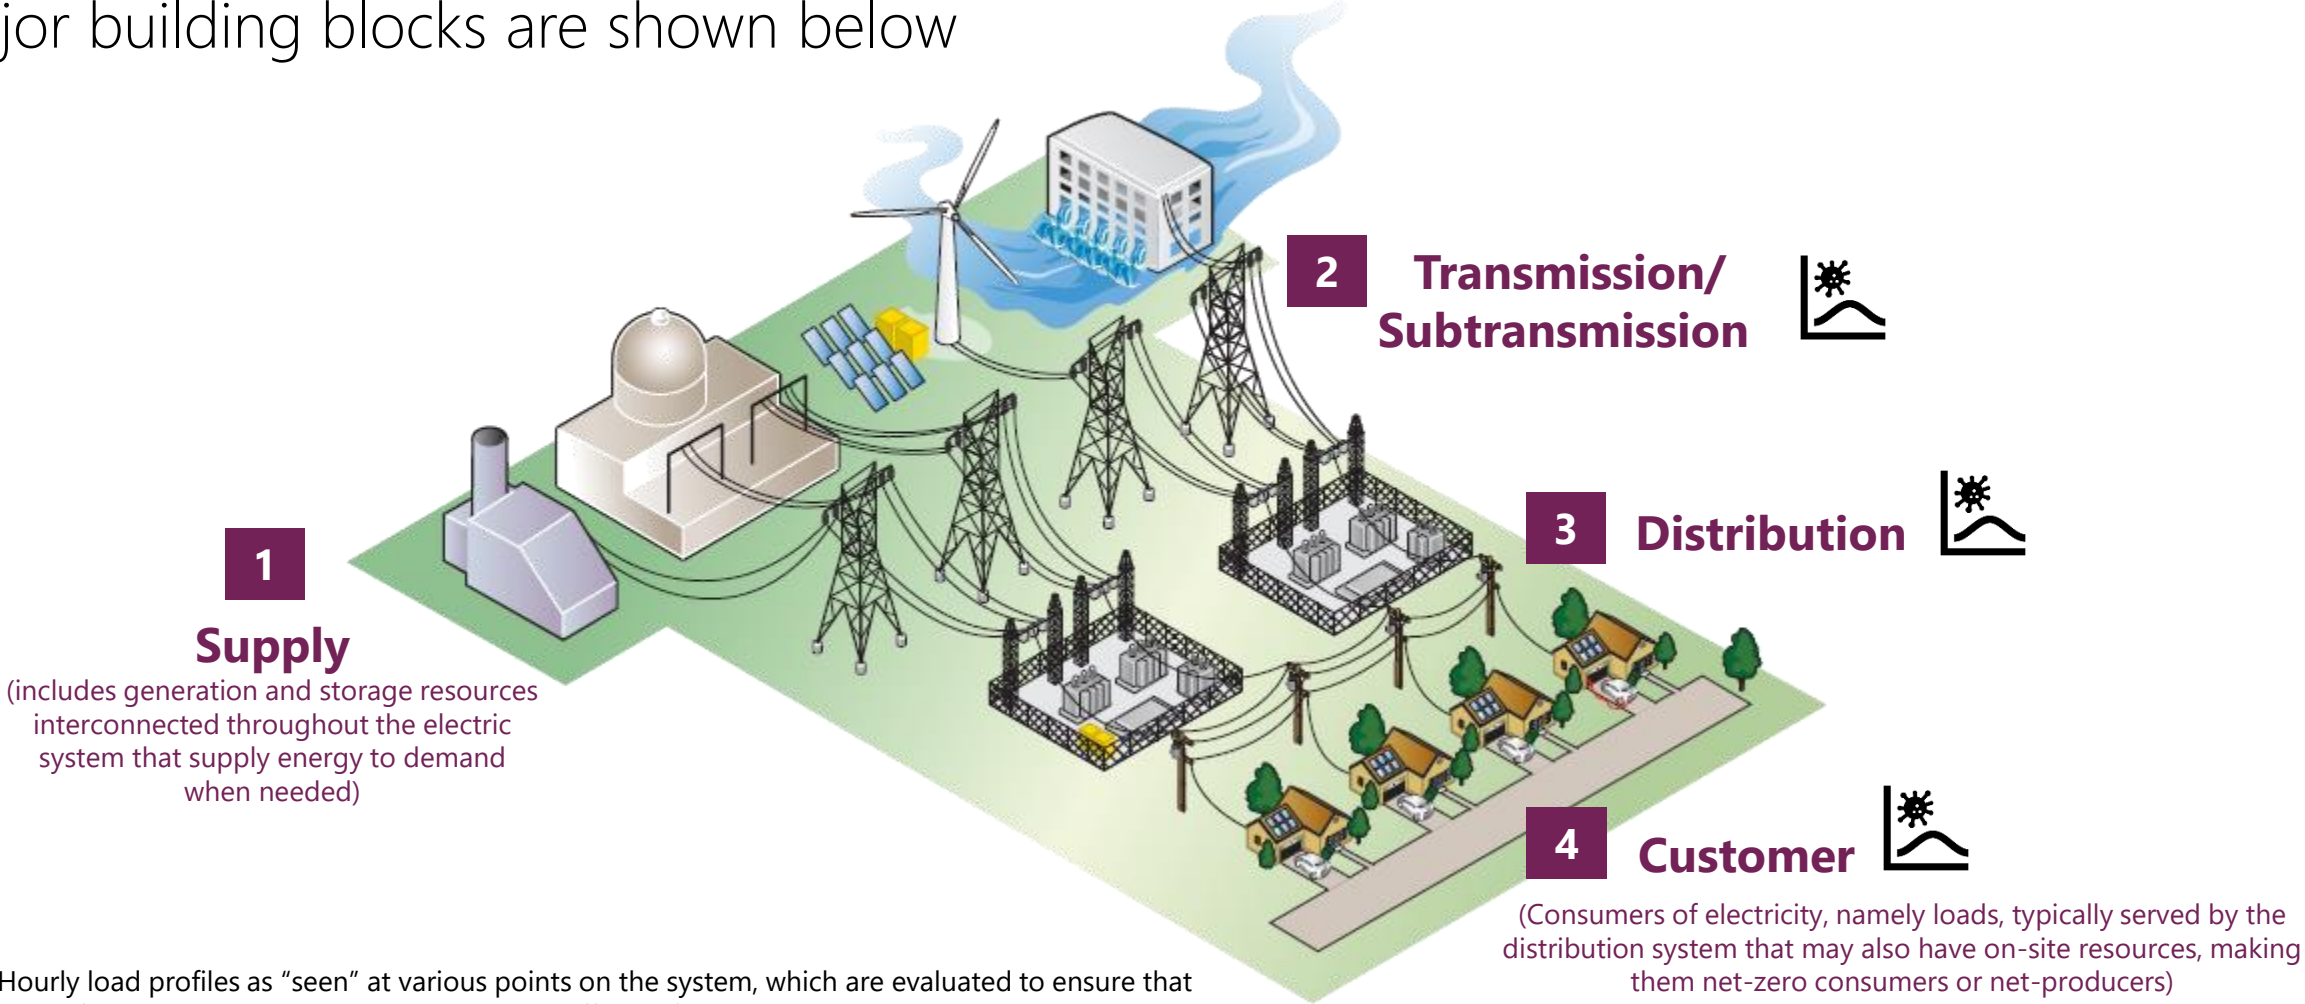 jor building blocks are shown below
2
Transmission/
Subtransmission
3
Distribution
1
Supply
(includes generation and storage resources
interconnected throughout the electric
system that supply energy to demand
when needed)
4
Customer
(Consumers of electricity, namely loads, typically served by the
distribution system that may also have on-site resources, making
them net-zero consumers or net-producers)
Hourly load profiles as “seen” at various points on the system, which are evaluated to ensure that